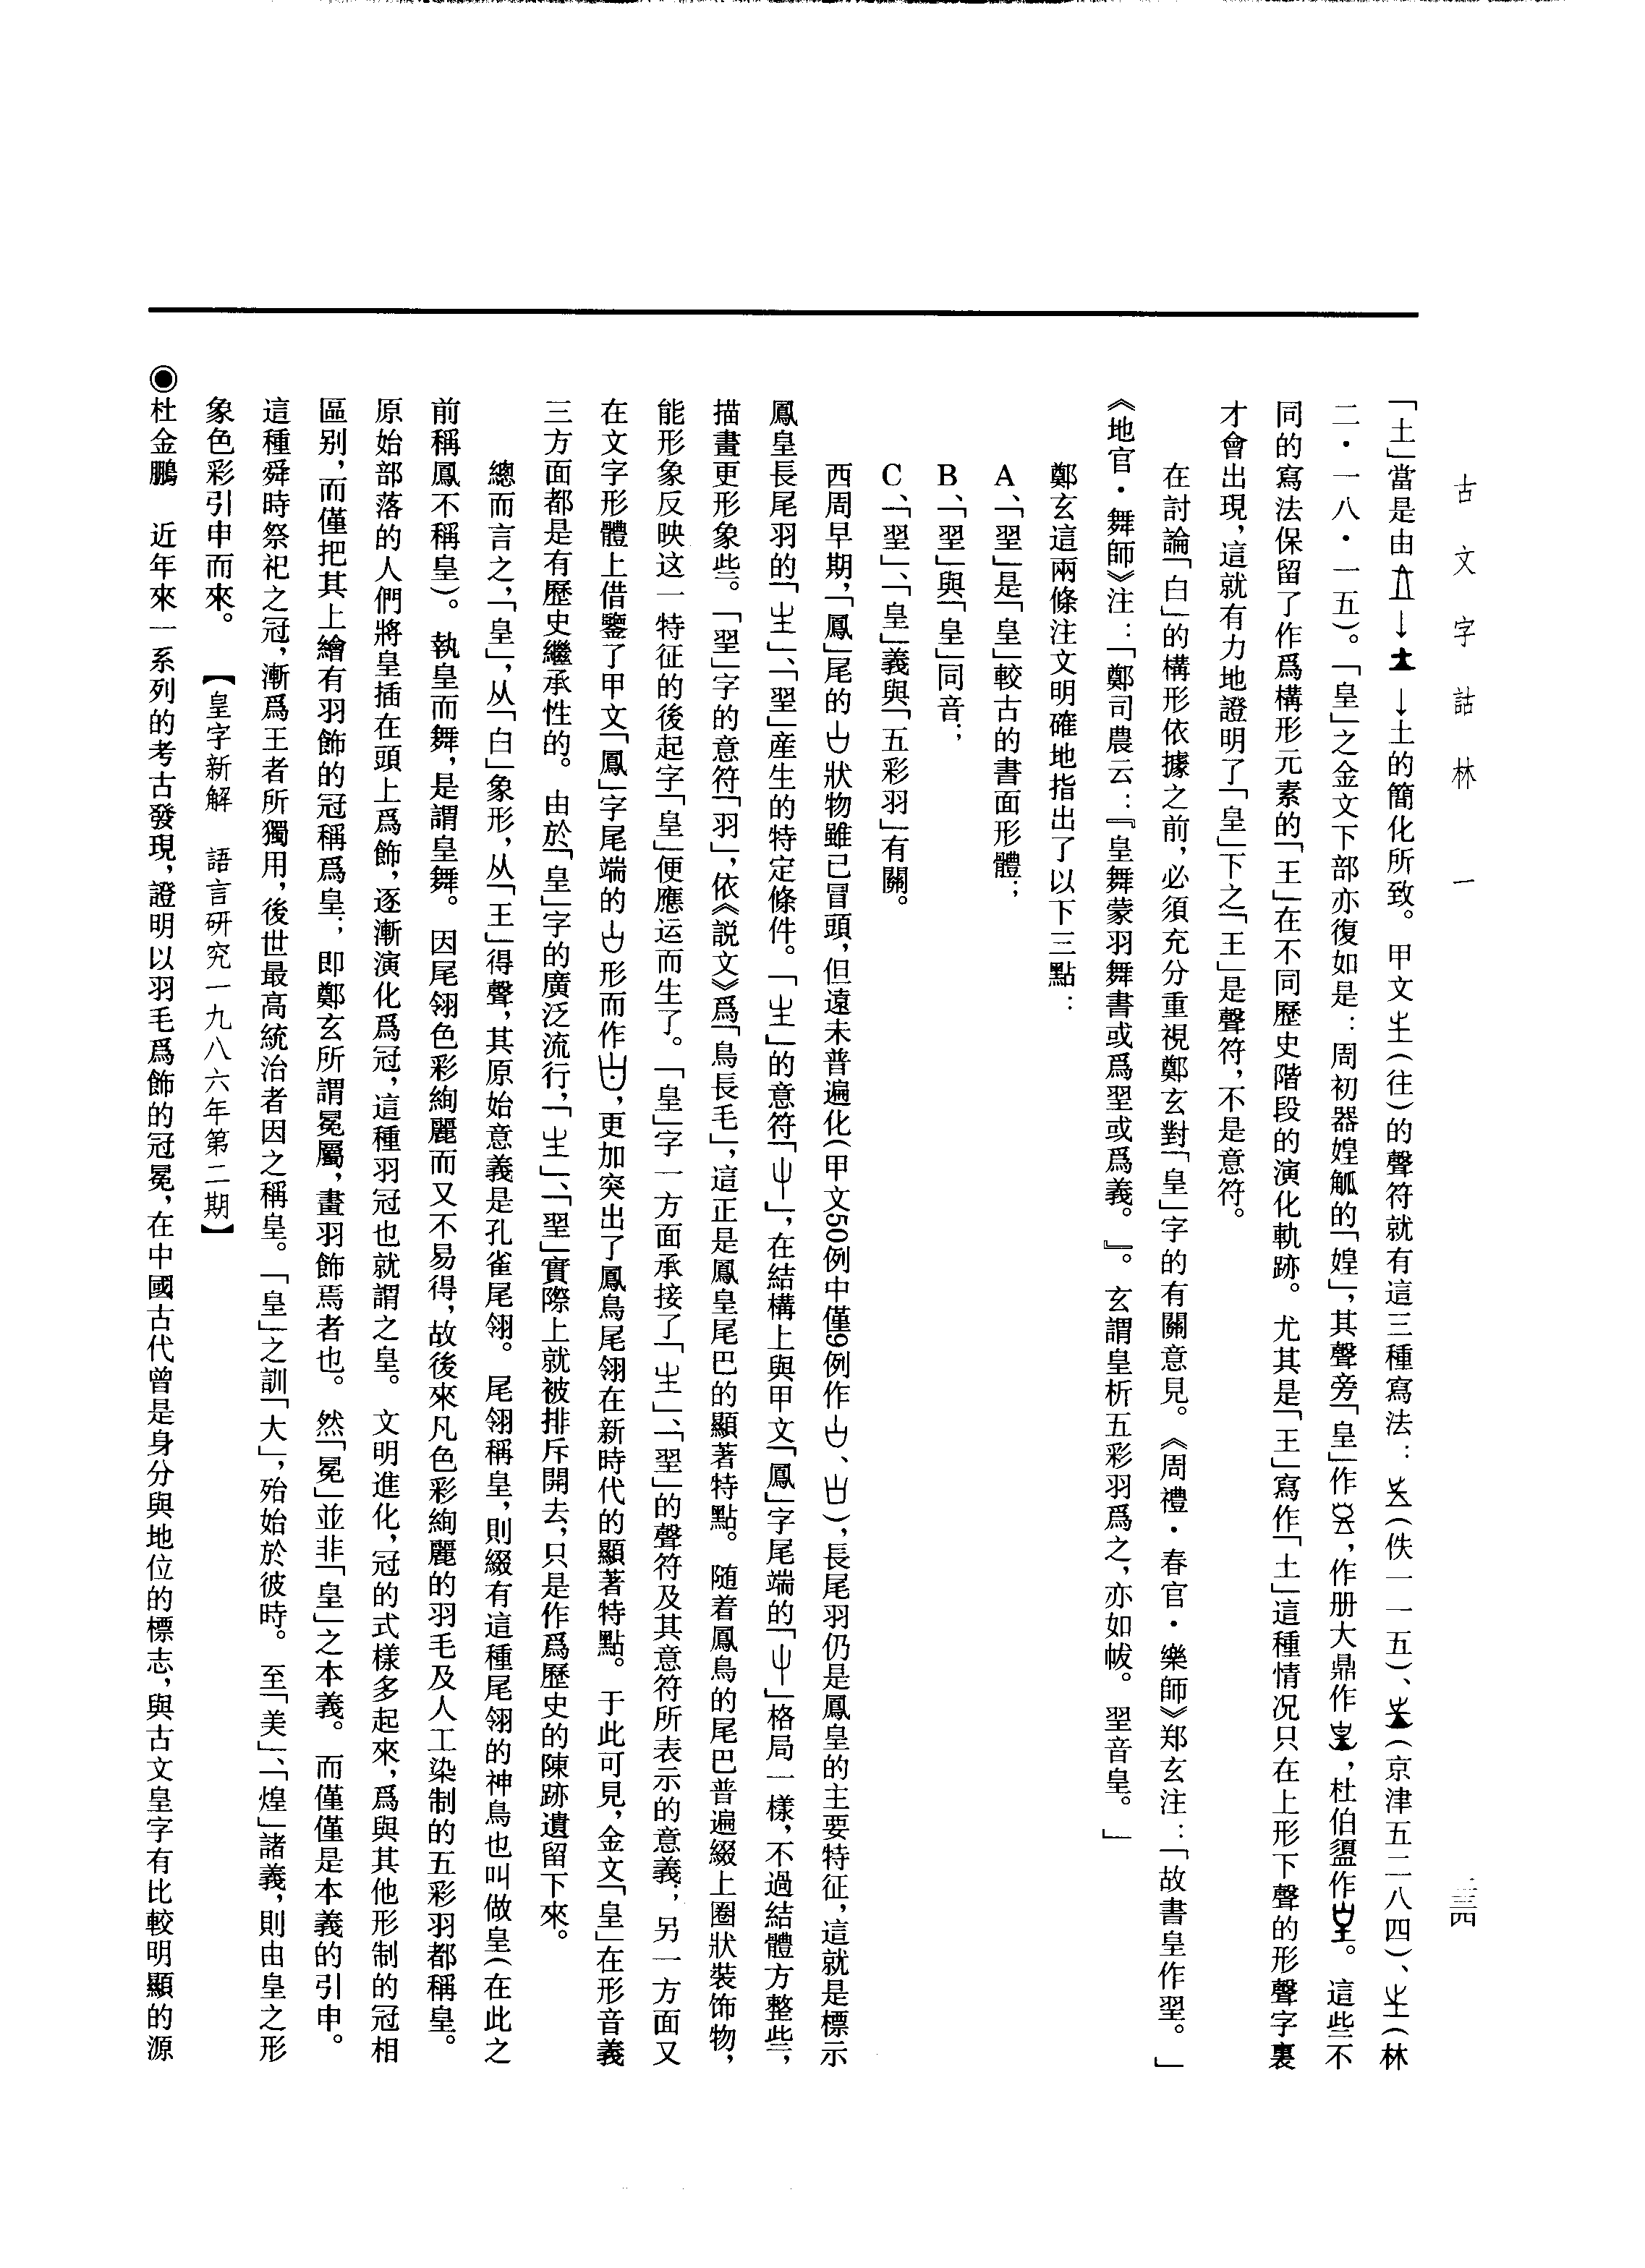 古文字詁林 一
「土」當是由↓↓土的簡化所致。甲文(往)的聲符就有這三種寫法：(佚一一五)、(京津五二八四)、(林
二·一八·一五)。「皇」之金文下部亦復如是：周初器媓觚的「媓」，其聲旁「皇」作，作册大鼎作，杜伯盨作。這些不
同的寫法保留了作爲構形元素的「王」在不同歷史階段的演化軌跡。尤其是「王」寫作「土」這種情況只在上形下聲的形聲字裏
才會出現，這就有力地證明了「皇」下之「王」是聲符，不是意符。
在討論「白」的構形依據之前，必須充分重視鄭玄對「皇」字的有關意見。《周禮·春官·樂師》郑玄注：「故書皇作䍿。」
《地官·舞師》注：「鄭司農云：『皇舞蒙羽舞書或爲䍿或爲義。』。玄謂皇析五彩羽爲之，亦如帗。䍿音皇。」
鄭玄這兩條注文明確地指出了以下三點：
A、「䍿」是「皇」較古的書面形體；
B、「䍿」與「皇」同音；
C、「䍿」、「皇」義與「五彩羽」有關。
西周早期，「鳳」尾的狀物雖已冒頭，但遠未普遍化(甲文50例中僅9例作、)，長尾羽仍是鳳皇的主要特征，這就是標示
鳳皇長尾羽的「」、「䍿」産生的特定條件。「」的意符「」，在結構上與甲文「鳳」字尾端的「」格局一樣，不過結體方整些，
描畫更形象些。「䍿」字的意符「羽」，依《説文》爲「鳥長毛」，這正是鳳皇尾巴的顯著特點。随着鳳鳥的尾巴普遍綴上圈狀裝饰物，
能形象反映这一特征的後起字「皇」便應运而生了。「皇」字一方面承接了「」、「䍿」的聲符及其意符所表示的意義；另一方面又
在文字形體上借鑒了甲文「鳳」字尾端的形而作，更加突出了鳳鳥尾翎在新時代的顯著特點。于此可見，金文「皇」在形音義
三方面都是有歷史繼承性的。由於「皇」字的廣泛流行，「」、「䍿」實際上就被排斥開去，只是作爲歷史的陳跡遺留下來。
總而言之，「皇」，从「白」象形，从「王」得聲，其原始意義是孔雀尾翎。尾翎稱皇，則綴有這種尾翎的神鳥也叫做皇(在此之
前稱鳳不稱皇)。執皇而舞，是謂皇舞。因尾翎色彩絢麗而又不易得，故後來凡色彩絢麗的羽毛及人工染制的五彩羽都稱皇。
原始部落的人們將皇插在頭上爲飾，逐漸演化爲冠，這種羽冠也就謂之皇。文明進化，冠的式樣多起來，爲與其他形制的冠相
區别，而僅把其上繪有羽飾的冠稱爲皇；即鄭玄所謂冕屬，畫羽飾焉者也。然「冕」並非「皇」之本義。而僅僅是本義的引申。
這種舜時祭祀之冠，漸爲王者所獨用，後世最高統治者因之稱皇。「皇」之訓「大」，殆始於彼時。至「美」、「煌」諸義，則由皇之形
象色彩引申而來。【皇字新解 語言研究一九八六年第二期】
◉杜金鵬 近年來一系列的考古發現，證明以羽毛爲飾的冠冕，在中國古代曾是身分與地位的標志，與古文皇字有比較明顯的源
二三四